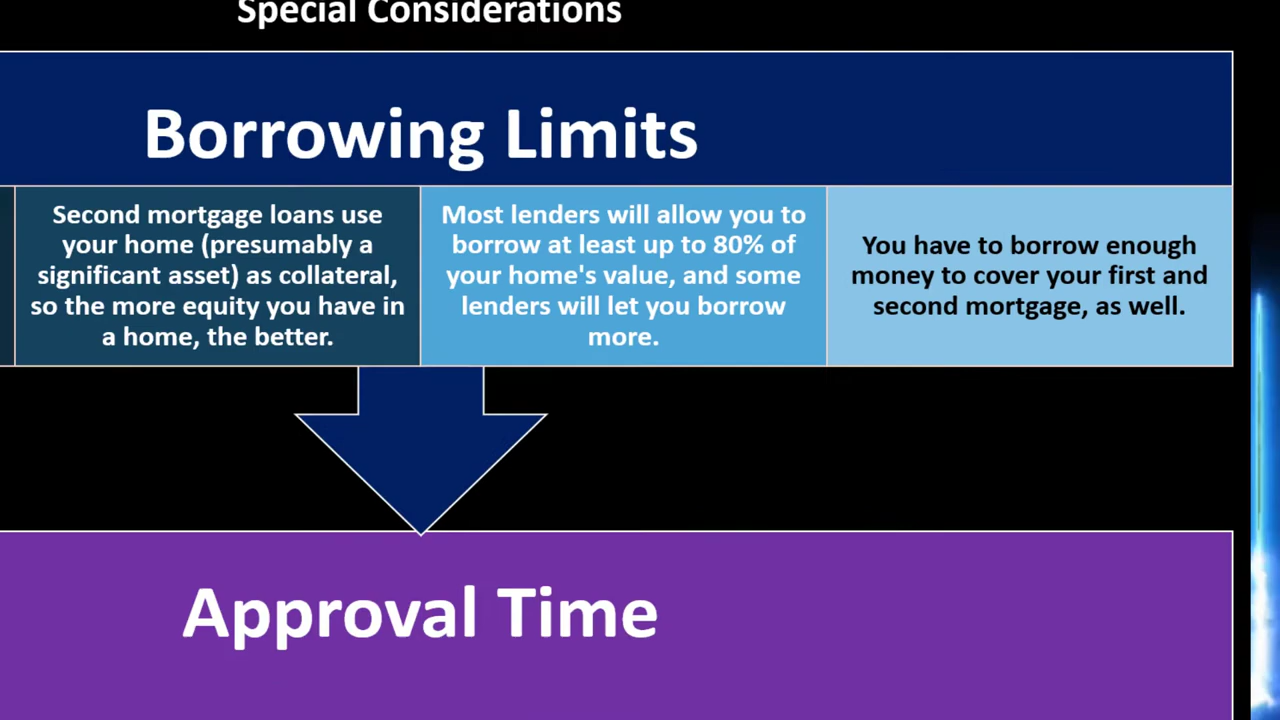 Special Considerations
Borrowing Limits
Second mortgage loans use
your home (presumably a
significant asset) as collateral,
so the more equity you have in
a home, the better.
Most lenders will allow you to
borrow at least up to 80% of
your home's value, and some
lenders will let you borrow
more.
You have to borrow enough
money to cover your first and
second mortgage, as well.
Approval Time